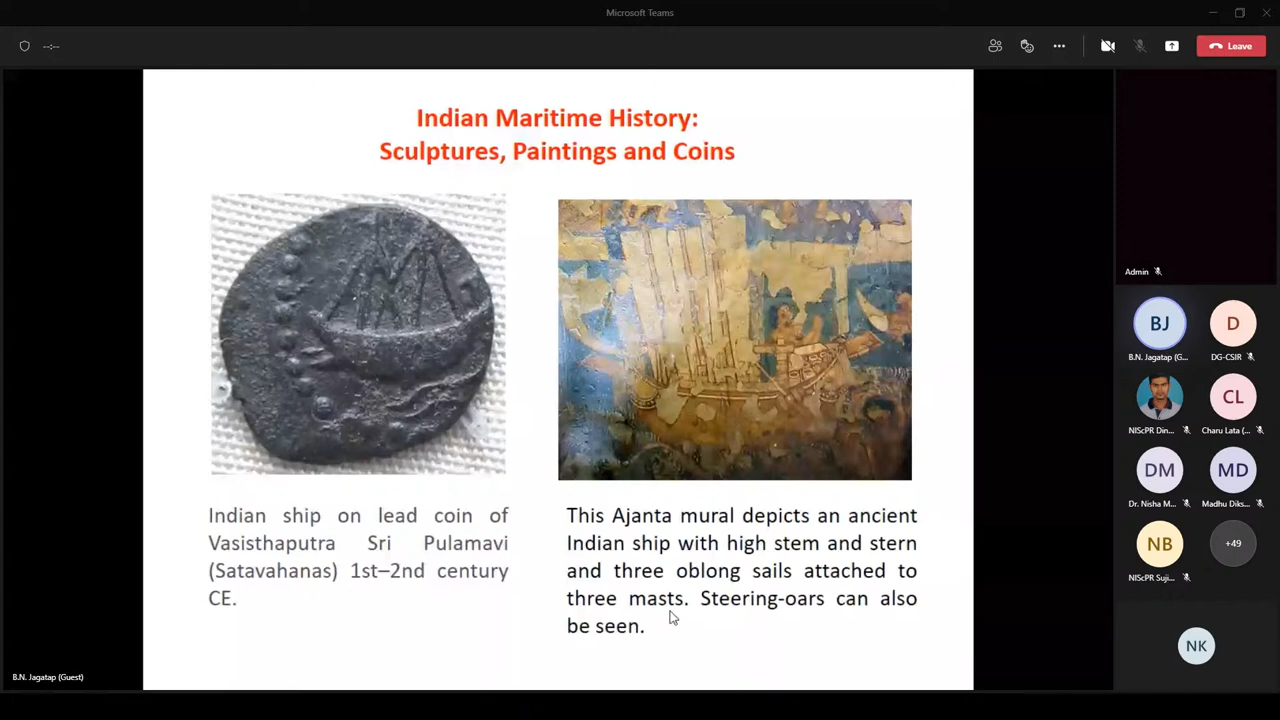 Microsoft Teams
--:--
Leave
Indian Maritime History:
Sculptures, Paintings and Coins
Indian ship on lead coin of
Vasisthaputra Sri Pulamavi
(Satavahanas) 1st–2nd century
CE.
This Ajanta mural depicts an ancient
Indian ship with high stem and stern
and three oblong sails attached to
three masts. Steering-oars can also
be seen.
B.N. Jagatap (Guest)
Admin
BJ
D
B.N. Jagatap (G...
DG-CSIR
CL
NIScPR Din...
Charu Lata (...
DM
MD
Dr. Nisha M...
Madhu Diks...
NB
+49
NIScPR Suji...
NK